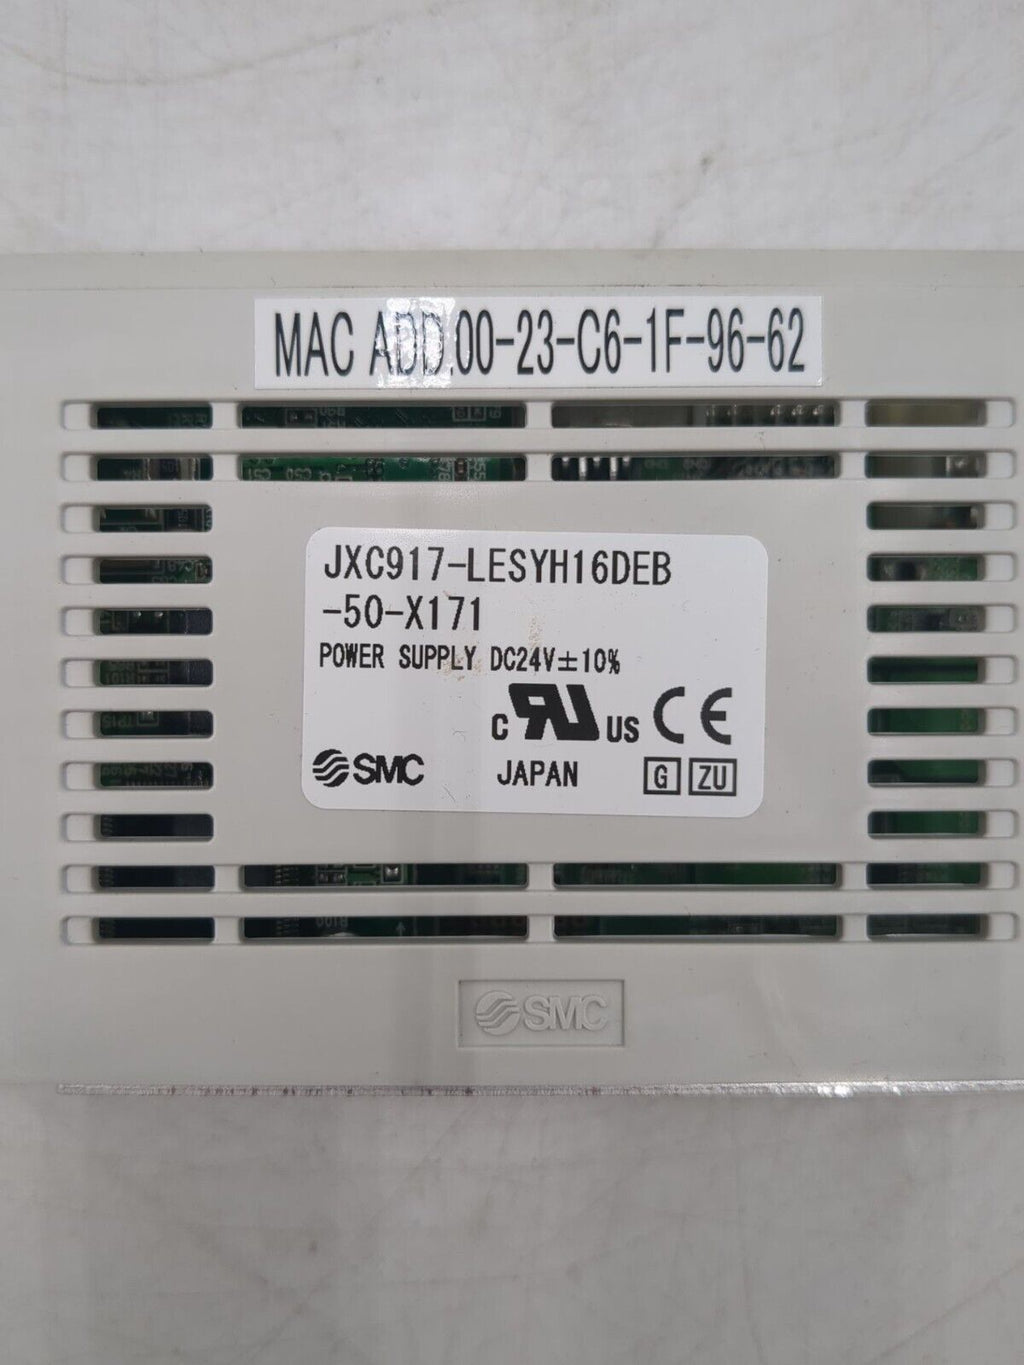 MAC ADD.00-23-C6-1F-96-62
JXC917-LESYH16DEB
-50-X171
POWER SUPPLY DC24V±10%
C RU US CE
SMC JAPAN G ZU
SMC